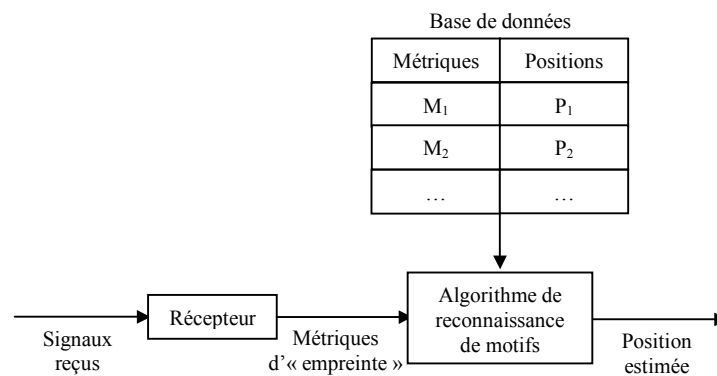 Base de données
Métriques Positions
M1 P1
M2 P2
… …
Récepteur
Algorithme de
reconnaissance
de motifs
Signaux
reçus
Métriques
d'« empreinte »
Position
estimée